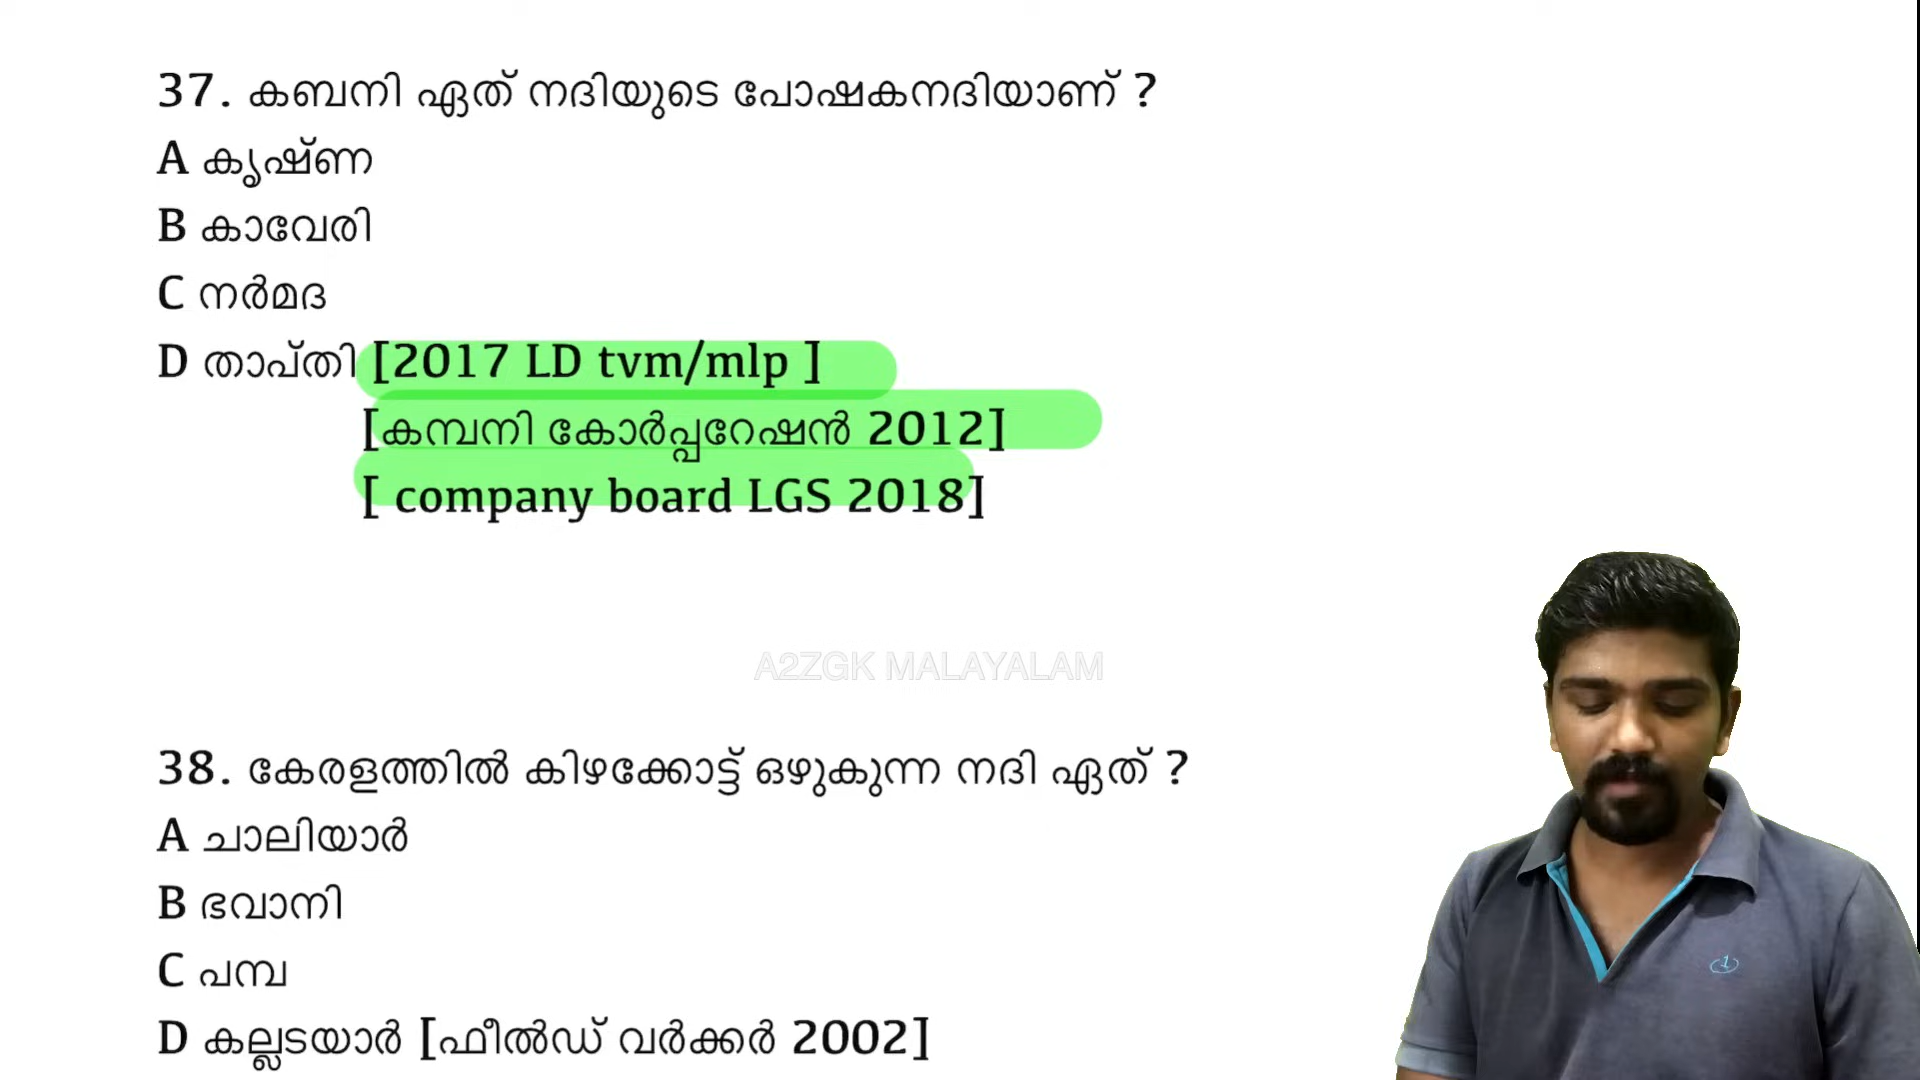 37. കബനി ഏത് നദിയുടെ പോഷകനദിയാണ് ?
A കൃഷ്ണ
B കാവേരി
C നർമദ
D താപ്തി [2017 LD tvm/mlp ]
[കമ്പനി കോർപ്പറേഷൻ 2012]
[ company board LGS 2018]
A2ZGK MALAYALAM
38. കേരളത്തിൽ കിഴക്കോട്ട് ഒഴുകുന്ന നദി ഏത് ?
A ചാലിയാർ
B ഭവാനി
C പമ്പ
D കല്ലടയാർ [ഫീൽഡ് വർക്കർ 2002]